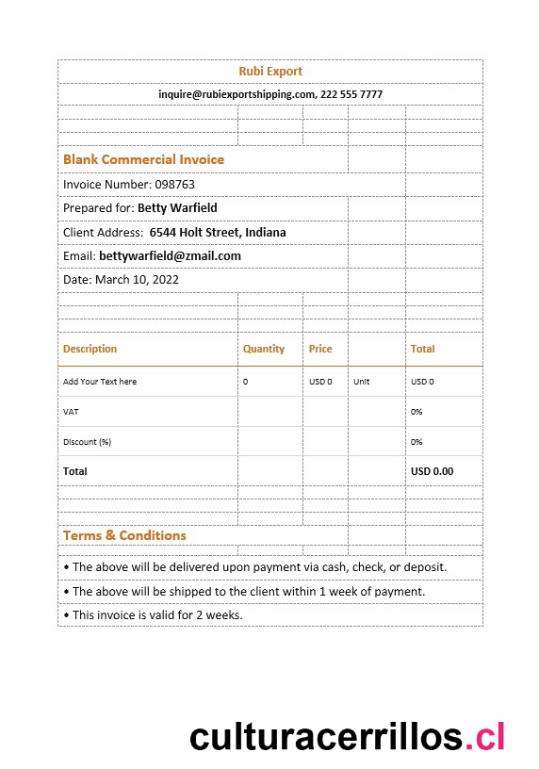 Rubi Export
inquire@rubiexportshipping.com, 222 555 7777
Blank Commercial Invoice
Invoice Number: 098763
Prepared for: Betty Warfield
Client Address:  6544 Holt Street, Indiana
Email: bettywarfield@zmail.com
Date: March 10, 2022
Description Quantity Price Total
Add Your Text here 0 USD 0 Unit USD 0
VAT 0%
Discount (%) 0%
Total USD 0.00
Terms & Conditions
• The above will be delivered upon payment via cash, check, or deposit.
• The above will be shipped to the client within 1 week of payment.
• This invoice is valid for 2 weeks.
culturacerrillos.cl